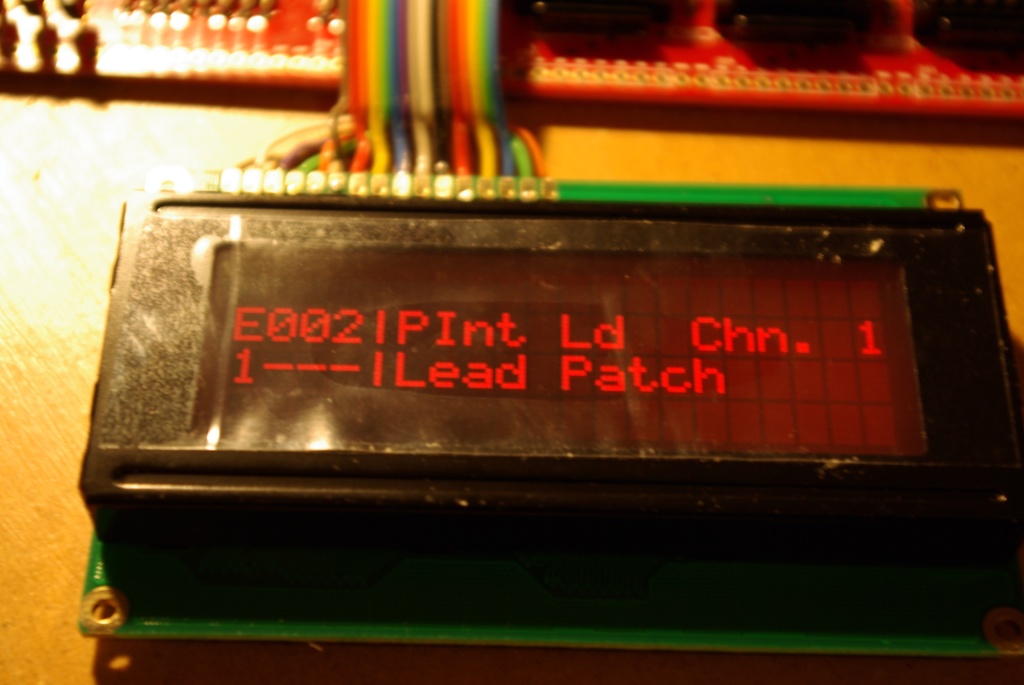 E002|PInt Ld  Chn. 1
1---|Lead Patch